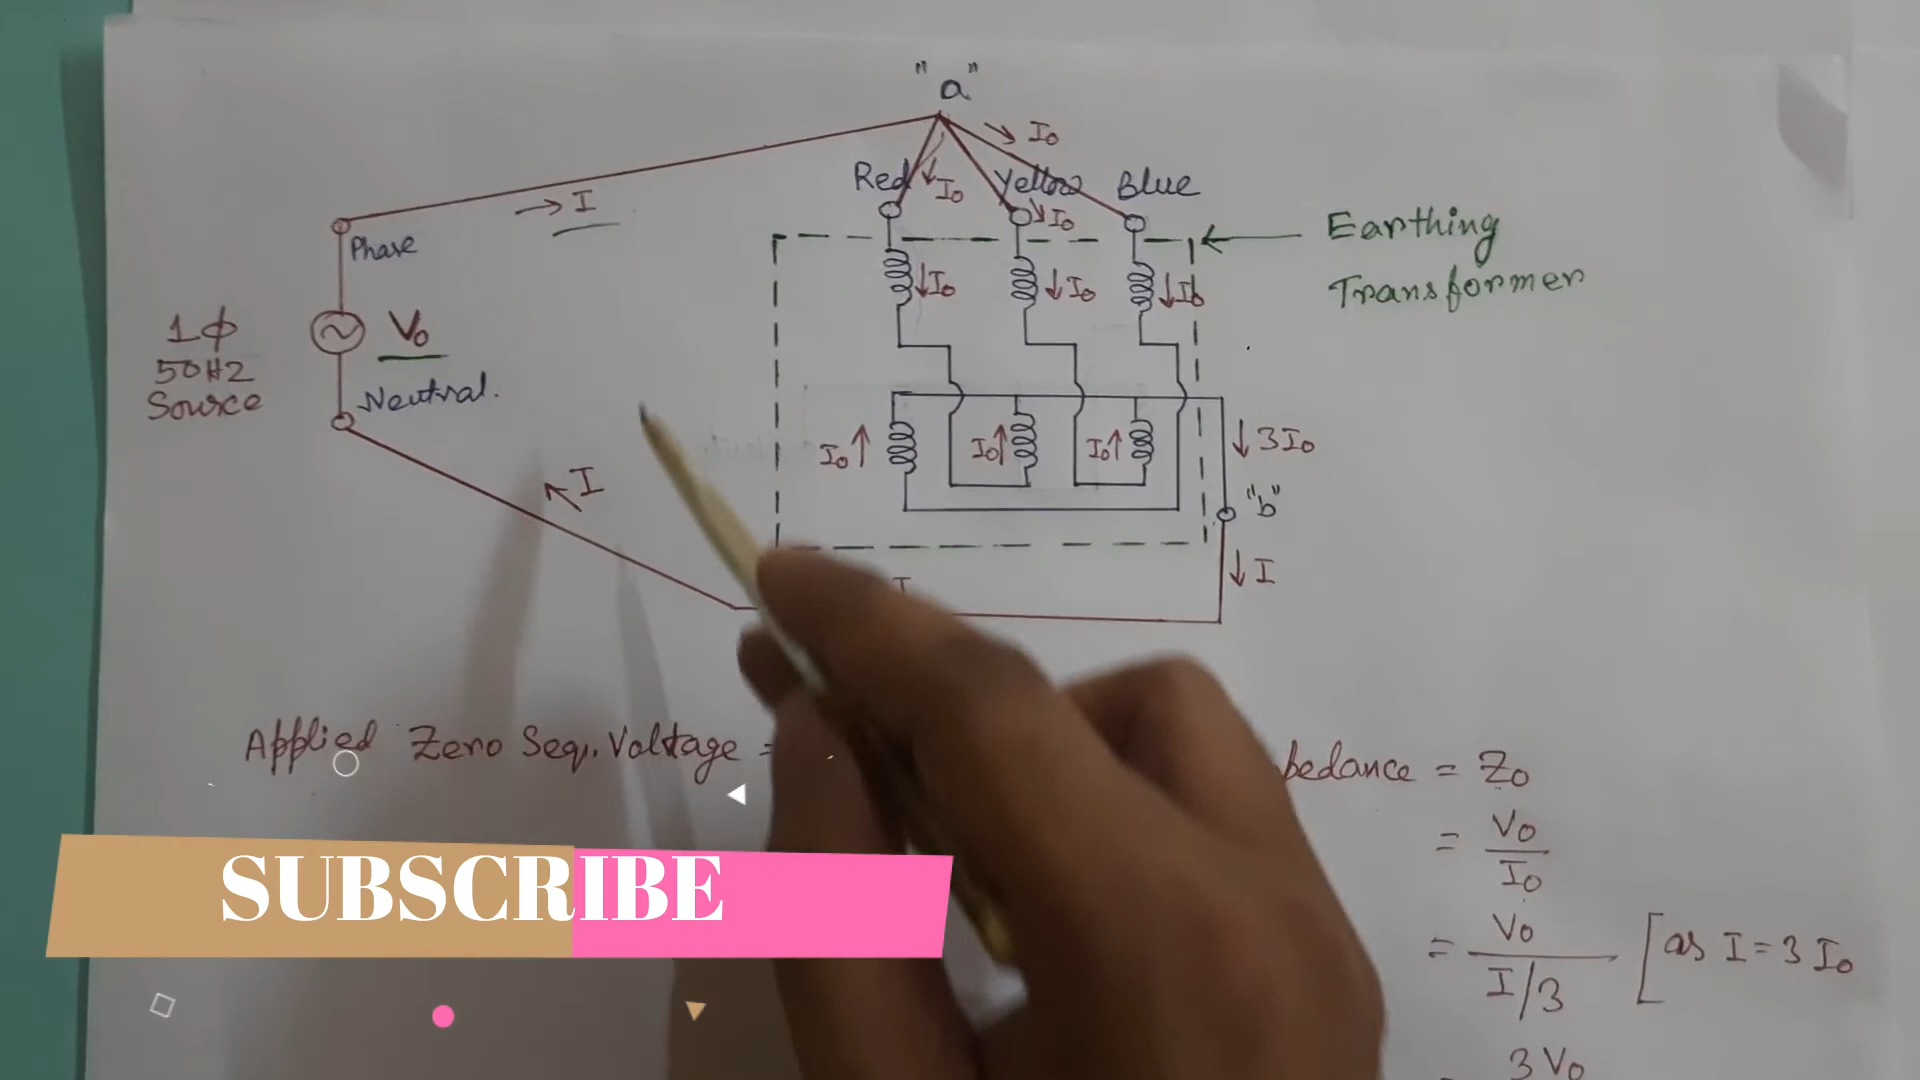 "a"
I₀
Red
I₀
Yellow
Blue
I₀
I
Phase
Earthing
Transformer
I₀
I₀
I₀
1Φ
50HZ
Source
V₀
Neutral.
I₀
I₀
I₀
3I₀
"b"
I
I
I
Applied Zero Seq. Voltage =
bedance = Z₀
= V₀
I₀
= V₀
I/3
[as I = 3 I₀
3 V₀
SUBSCRIBE